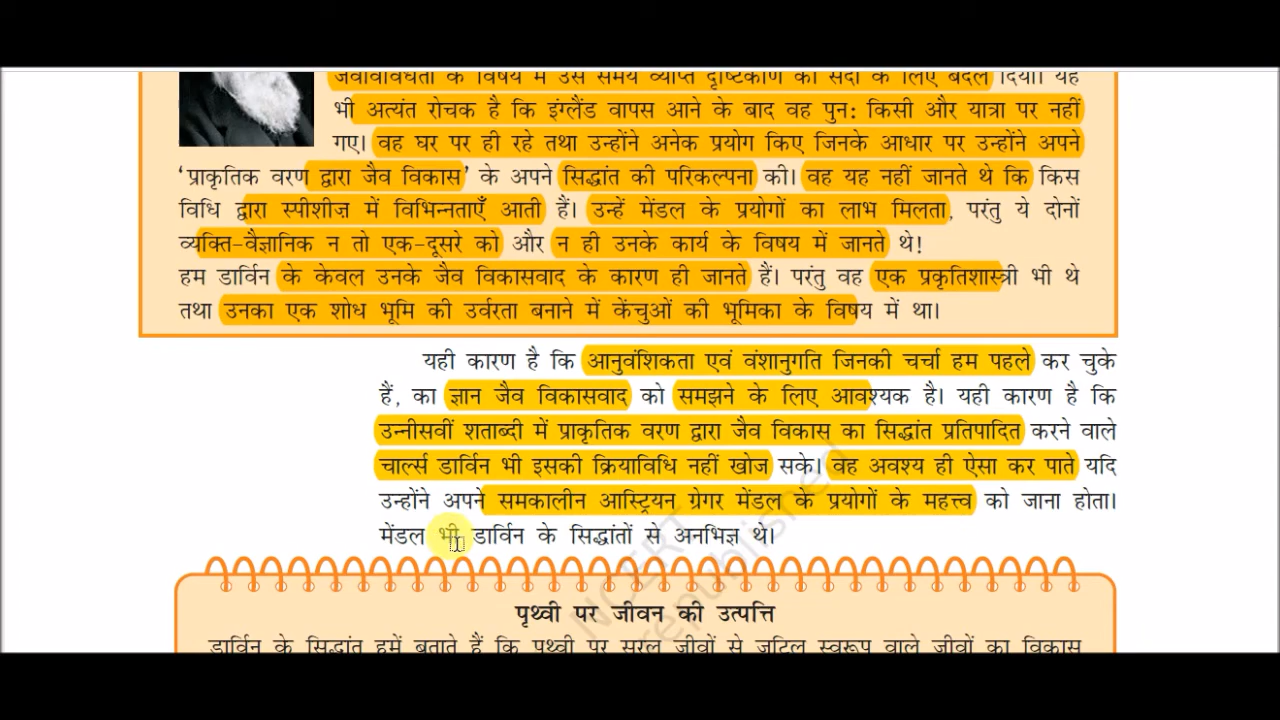 जैवविविधता के विषय में उस समय व्याप्त दृष्टिकोण को सदा के लिए बदल दिया। यह
भी अत्यंत रोचक है कि इंग्लैंड वापस आने के बाद वह पुन: किसी और यात्रा पर नहीं
गए। वह घर पर ही रहे तथा उन्होंने अनेक प्रयोग किए जिनके आधार पर उन्होंने अपने
‘प्राकृतिक वरण द्वारा जैव विकास’ के अपने सिद्धांत की परिकल्पना की। वह यह नहीं जानते थे कि किस
विधि द्वारा स्पीशीज़ में विभिन्नताएँ आती हैं। उन्हें मेंडल के प्रयोगों का लाभ मिलता, परंतु ये दोनों
व्यक्ति-वैज्ञानिक न तो एक-दूसरे को और न ही उनके कार्य के विषय में जानते थे!
हम डार्विन के केवल उनके जैव विकासवाद के कारण ही जानते हैं। परंतु वह एक प्रकृतिशास्त्री भी थे
तथा उनका एक शोध भूमि की उर्वरता बनाने में केंचुओं की भूमिका के विषय में था।
यही कारण है कि आनुवंशिकता एवं वंशानुगति जिनकी चर्चा हम पहले कर चुके
हैं, का ज्ञान जैव विकासवाद को समझने के लिए आवश्यक है। यही कारण है कि
उन्नीसवीं शताब्दी में प्राकृतिक वरण द्वारा जैव विकास का सिद्धांत प्रतिपादित करने वाले
चार्ल्स डार्विन भी इसकी क्रियाविधि नहीं खोज सके। वह अवश्य ही ऐसा कर पाते यदि
उन्होंने अपने समकालीन आस्ट्रियन ग्रेगर मेंडल के प्रयोगों के महत्त्व को जाना होता।
मेंडल भी डार्विन के सिद्धांतों से अनभिज्ञ थे।
पृथ्वी पर जीवन की उत्पत्ति
डार्विन के सिद्धांत हमें बताते हैं कि पृथ्वी पर सरल जीवों से जटिल स्वरूप वाले जीवों का विकास
NCERT
republished